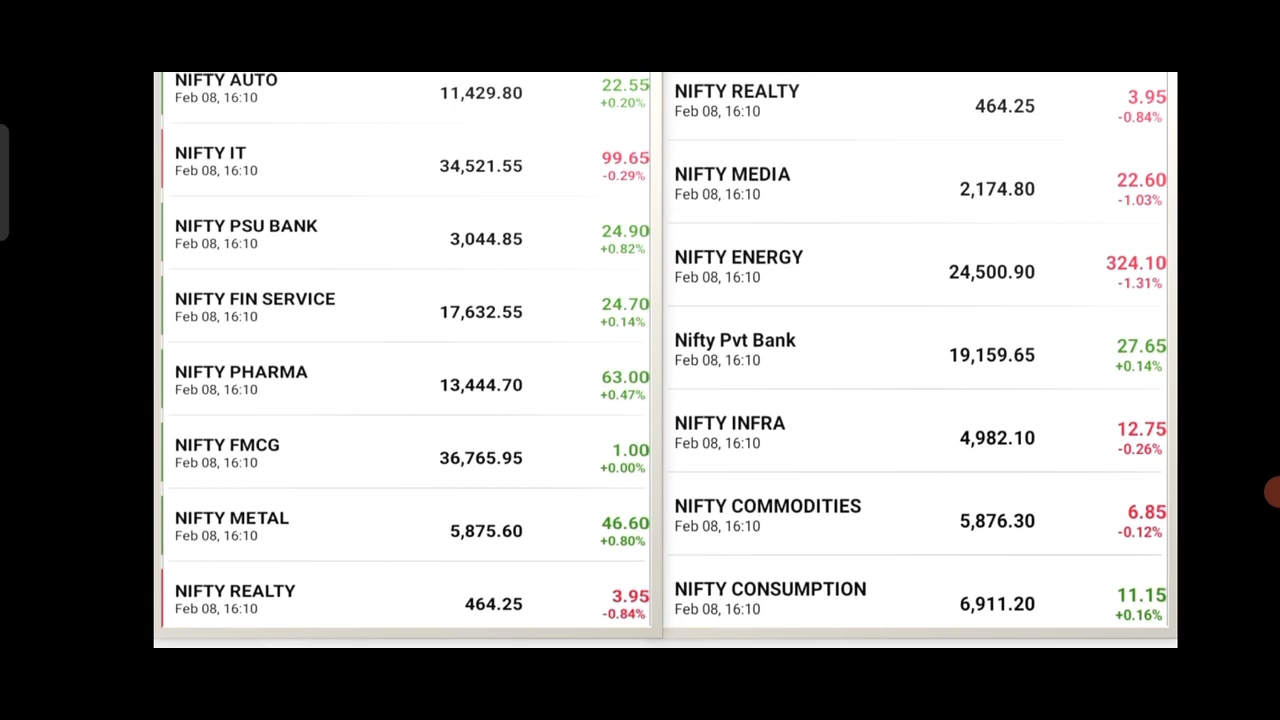 NIFTY AUTO
Feb 08, 16:10
11,429.80
22.55
+0.20%
NIFTY IT
Feb 08, 16:10
34,521.55
99.65
-0.29%
NIFTY PSU BANK
Feb 08, 16:10
3,044.85
24.90
+0.82%
NIFTY FIN SERVICE
Feb 08, 16:10
17,632.55
24.70
+0.14%
NIFTY PHARMA
Feb 08, 16:10
13,444.70
63.00
+0.47%
NIFTY FMCG
Feb 08, 16:10
36,765.95
1.00
+0.00%
NIFTY METAL
Feb 08, 16:10
5,875.60
46.60
+0.80%
NIFTY REALTY
Feb 08, 16:10
464.25
3.95
-0.84%
NIFTY REALTY
Feb 08, 16:10
464.25
3.95
-0.84%
NIFTY MEDIA
Feb 08, 16:10
2,174.80
22.60
-1.03%
NIFTY ENERGY
Feb 08, 16:10
24,500.90
324.10
-1.31%
Nifty Pvt Bank
Feb 08, 16:10
19,159.65
27.65
+0.14%
NIFTY INFRA
Feb 08, 16:10
4,982.10
12.75
-0.26%
NIFTY COMMODITIES
Feb 08, 16:10
5,876.30
6.85
-0.12%
NIFTY CONSUMPTION
Feb 08, 16:10
6,911.20
11.15
+0.16%